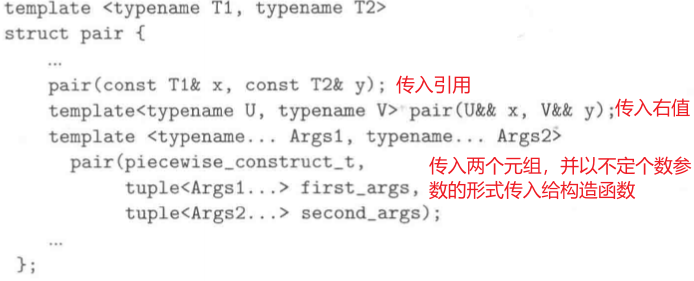 template <typename T1, typename T2>
struct pair {
...
pair(const T1& x, const T2& y); 传入引用
template<typename U, typename V> pair(U&& x, V&& y);传入右值
template <typename... Args1, typename... Args2>
pair(piecewise_construct_t, 传入两个元组，并以不定个数参
tuple<Args1...> first_args, 数的形式传入给构造函数
tuple<Args2...> second_args);
...
};